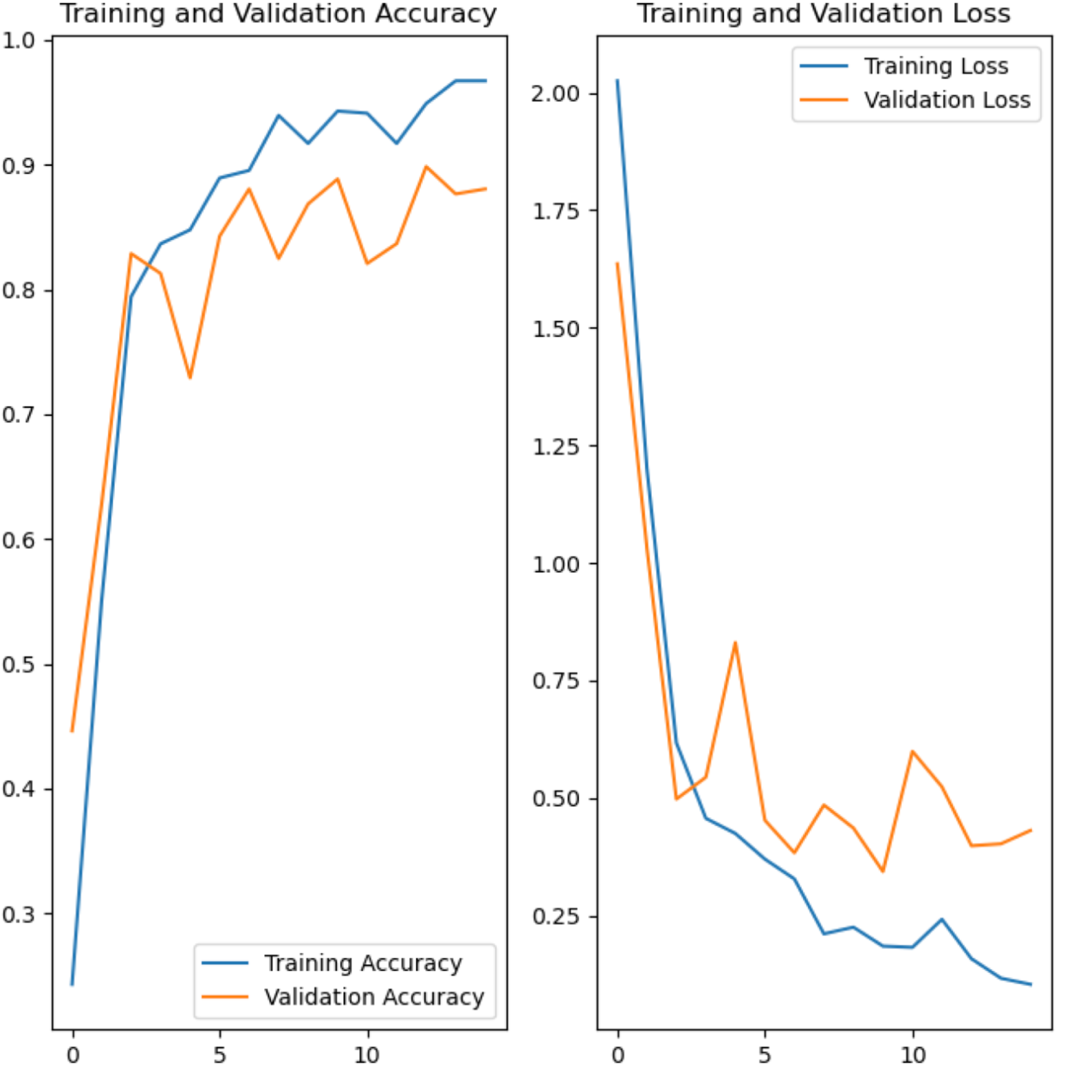 Training and Validation Accuracy
1.0
0.9
0.8
0.7
0.6
0.5
0.4
0.3
Training Accuracy
Validation Accuracy
0 5 10
Training and Validation Loss
Training Loss
Validation Loss
2.00
1.75
1.50
1.25
1.00
0.75
0.50
0.25
0 5 10